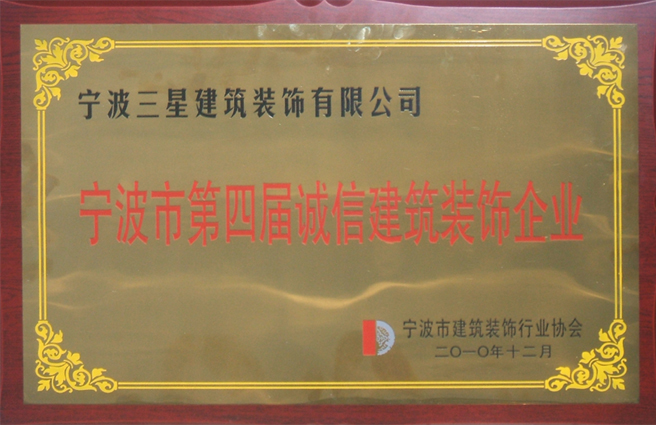 宁波三星建筑装饰有限公司
宁波市第四届诚信建筑装饰企业
宁波市建筑装饰行业协会
二〇一〇年十二月